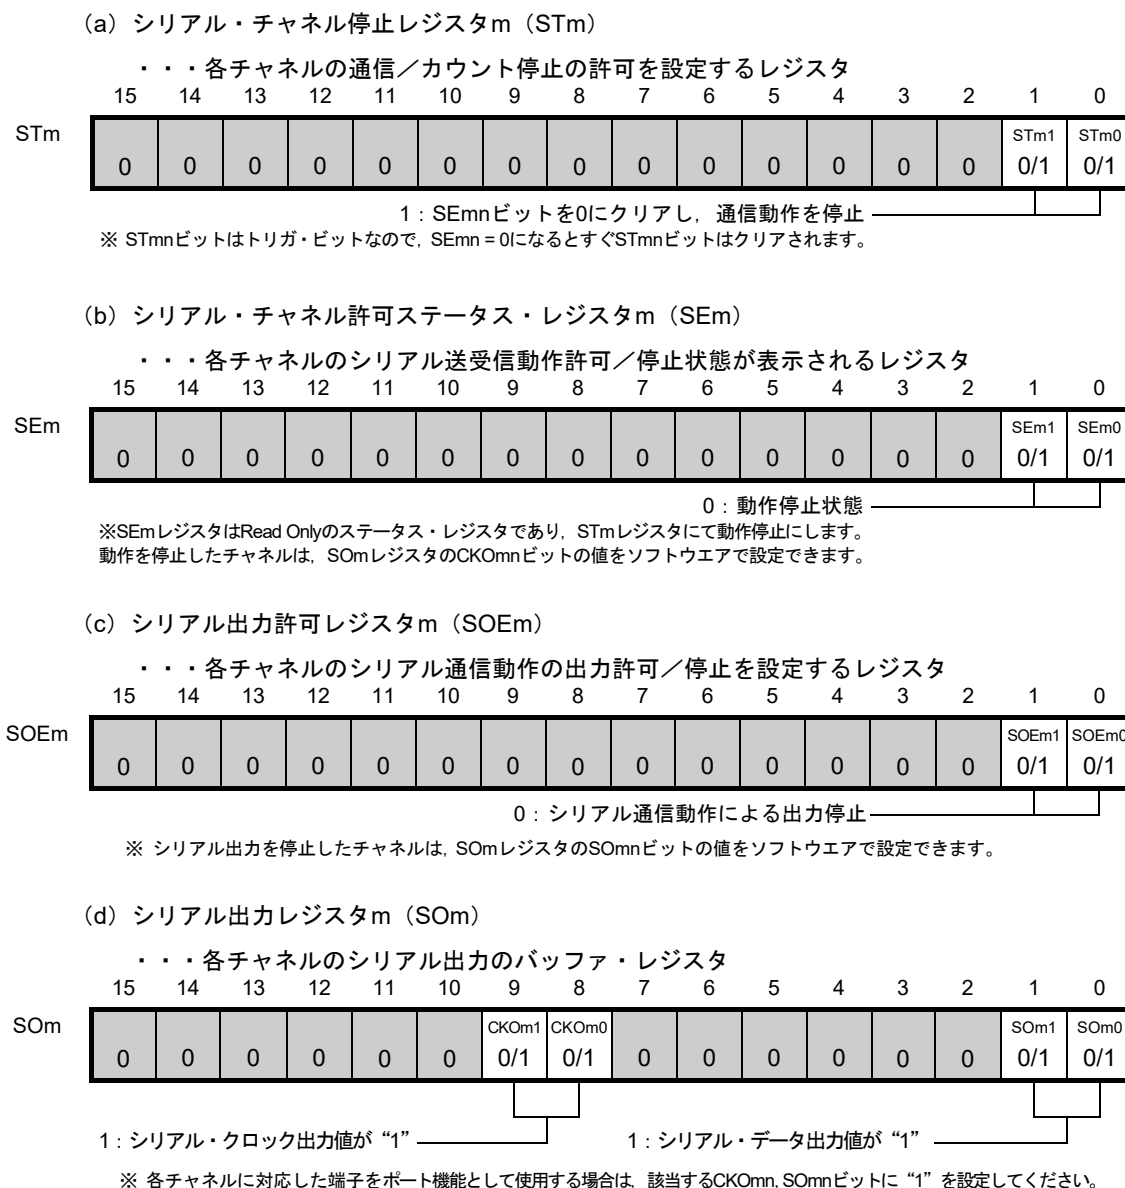 (a) シリアル・チャネル停止レジスタm (STm)
・・・各チャネルの通信／カウント停止の許可を設定するレジスタ
15 14 13 12 11 10 9 8 7 6 5 4 3 2 1 0
STm
STm1 STm0
0 0 0 0 0 0 0 0 0 0 0 0 0 0 0/1 0/1
1：SEmnビットを0にクリアし，通信動作を停止
※ STmnビットはトリガ・ビットなので，SEmn = 0になるとすぐSTmnビットはクリアされます。
(b) シリアル・チャネル許可ステータス・レジスタm (SEm)
・・・各チャネルのシリアル送受信動作許可／停止状態が表示されるレジスタ
15 14 13 12 11 10 9 8 7 6 5 4 3 2 1 0
SEm
SEm1 SEm0
0 0 0 0 0 0 0 0 0 0 0 0 0 0 0/1 0/1
0：動作停止状態
※SEmレジスタはRead Onlyのステータス・レジスタであり，STmレジスタにて動作停止にします。
動作を停止したチャネルは，SOmレジスタのCKOmnビットの値をソフトウエアで設定できます。
(c) シリアル出力許可レジスタm (SOEm)
・・・各チャネルのシリアル通信動作の出力許可／停止を設定するレジスタ
15 14 13 12 11 10 9 8 7 6 5 4 3 2 1 0
SOEm
SOEm1 SOEm0
0 0 0 0 0 0 0 0 0 0 0 0 0 0 0/1 0/1
0：シリアル通信動作による出力停止
※ シリアル出力を停止したチャネルは，SOmレジスタのSOmnビットの値をソフトウエアで設定できます。
(d) シリアル出力レジスタm (SOm)
・・・各チャネルのシリアル出力のバッファ・レジスタ
15 14 13 12 11 10 9 8 7 6 5 4 3 2 1 0
SOm
CKOm1 CKOm0 SOm1 SOm0
0 0 0 0 0 0 0/1 0/1 0 0 0 0 0 0 0/1 0/1
1：シリアル・クロック出力値が“1” 1：シリアル・データ出力値が“1”
※ 各チャネルに対応した端子をポート機能として使用する場合は，該当するCKOmn, SOmnビットに“1”を設定してください。